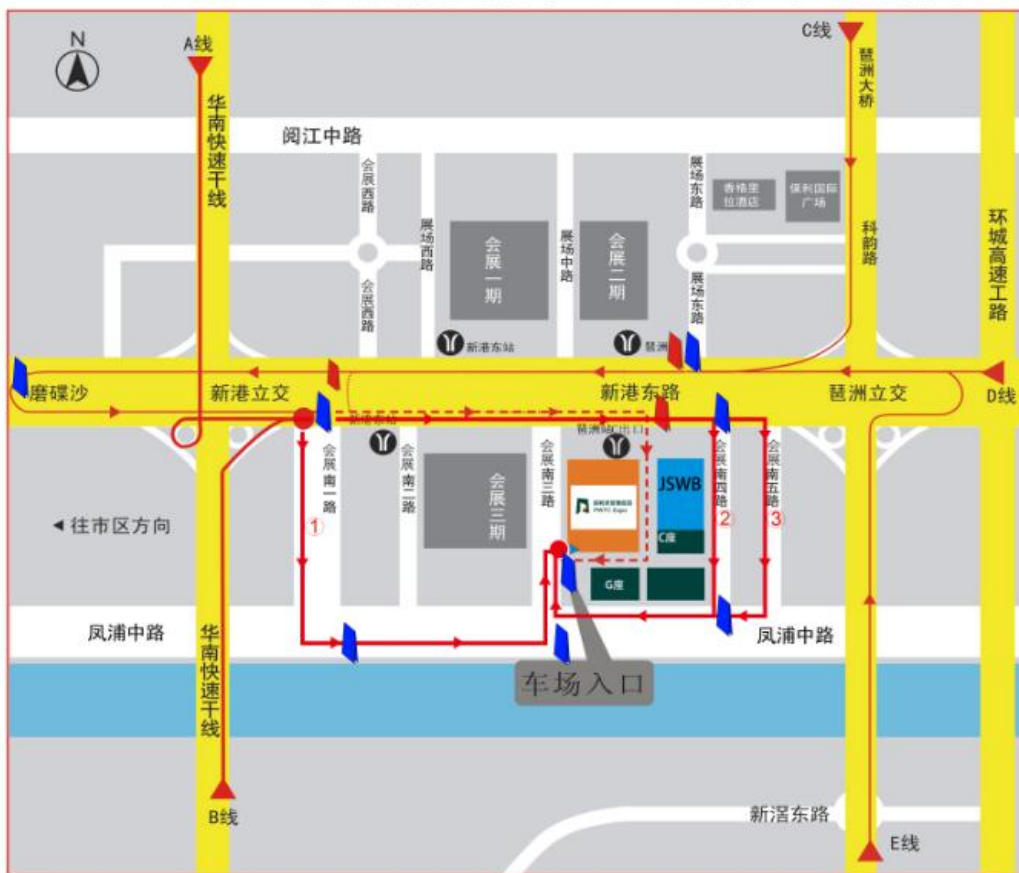 N
A线
C线
华南快速干线
琶洲大桥
阅江中路
会展西路
展场西路
展场中路
展场东路
香格里
拉酒店
保利国际
广场
会展一期
会展二期
科韵路
环城高速工路
会展西路
展场东路
新港东站
琶洲
磨碟沙
新港立交
新港东路
琶洲立交
D线
新港东站
琶洲站C出口
会展南一路
会展南二路
会展三期
会展南三路
PWTC Expo
JSWB
C座
会展南四路
会展南五路
①
②
③
往市区方向
G座
凤浦中路
凤浦中路
华南快速干线
车场入口
B线
新滘东路
E线